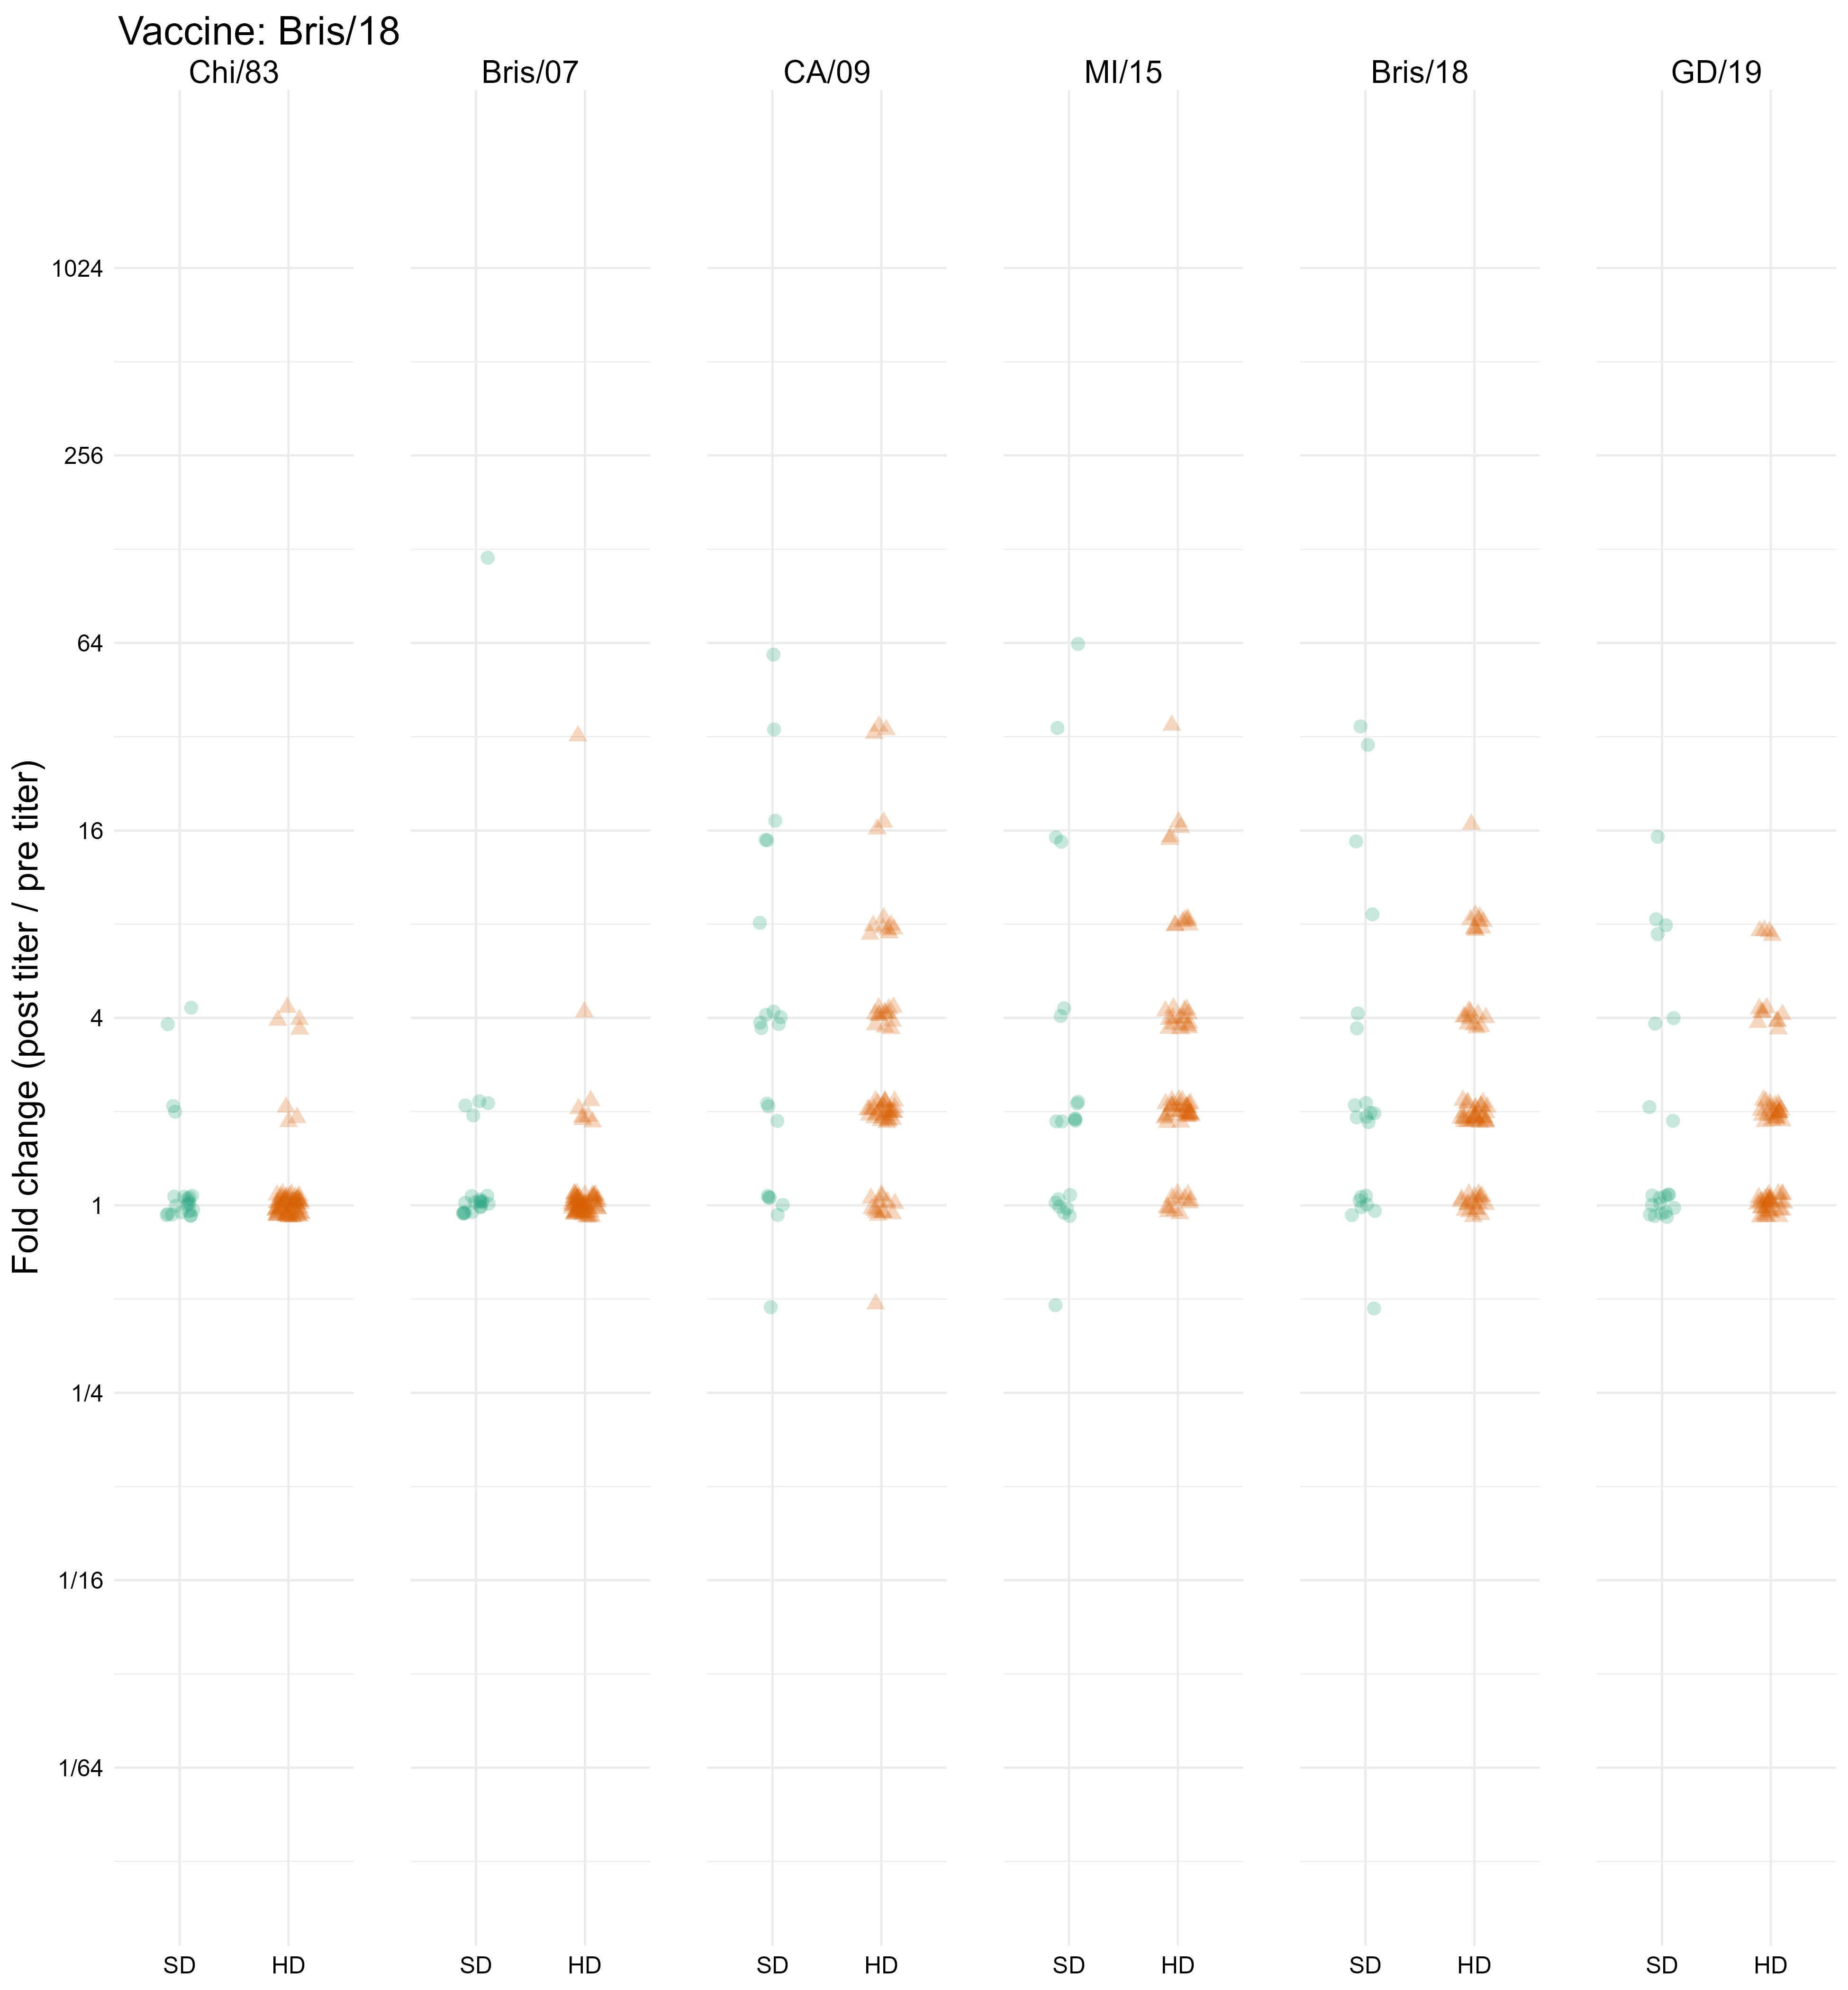 Vaccine: Bris/18
Chi/83 Bris/07 CA/09 MI/15 Bris/18 GD/19
Fold change (post titer / pre titer)
1024
256
64
16
4
1
1/4
1/16
1/64
SD HD SD HD SD HD SD HD SD HD SD HD